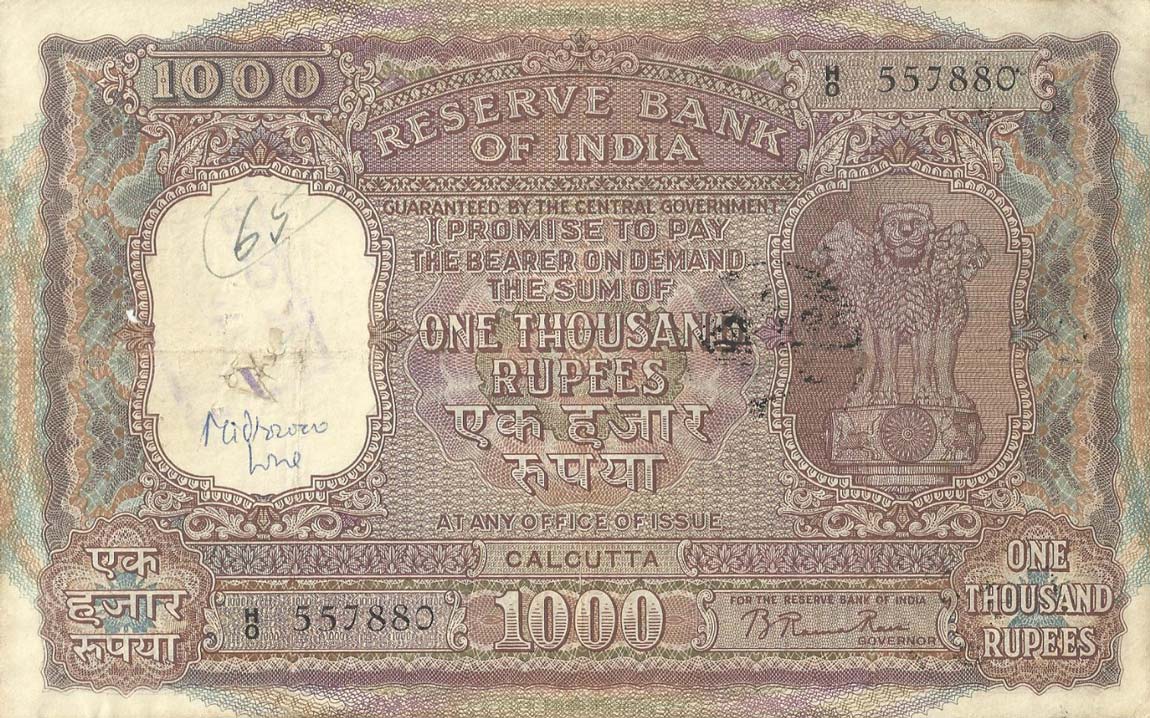 1000
H/0 557880
RESERVE BANK
OF INDIA
GUARANTEED BY THE CENTRAL GOVERNMENT
I PROMISE TO PAY
THE BEARER ON DEMAND
THE SUM OF
ONE THOUSAND
RUPEES
एक हजार
रुपया
AT ANY OFFICE OF ISSUE
CALCUTTA
65
एक
हजार
रुपया
H/0 557880
1000
FOR THE RESERVE BANK OF INDIA
GOVERNOR
ONE
THOUSAND
RUPEES